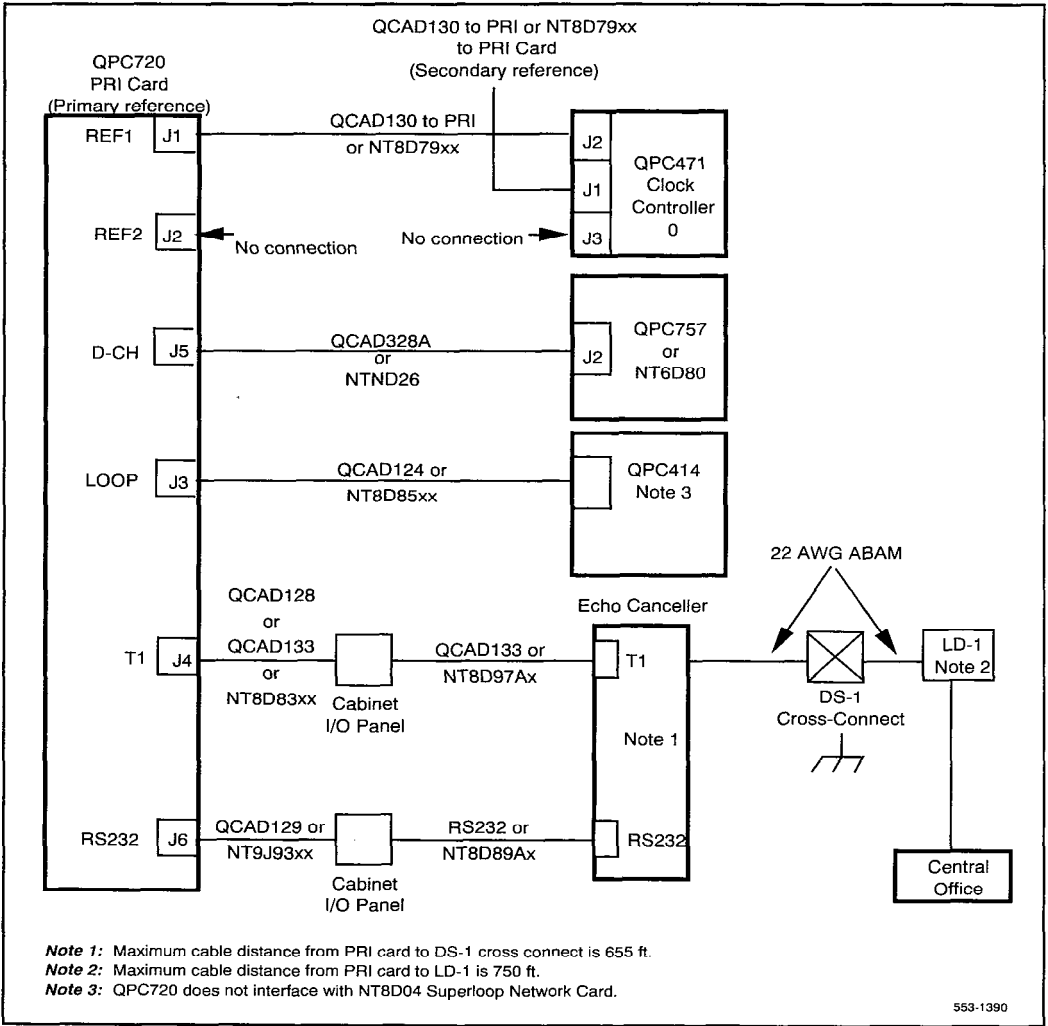 QCAD130 to PRI or NT8D79xx
to PRI Card
(Secondary reference)
QPC720
PRI Card
(Primary reference)
REF1
J1
QCAD130 to PRI
or NT8D79xx
J2
J1
J3
QPC471
Clock
Controller
0
REF2
J2
No connection
No connection
D-CH
J5
QCAD328A
or
NTND26
J2
QPC757
or
NT6D80
LOOP
J3
QCAD124 or
NT8D85xx
QPC414
Note 3
22 AWG ABAM
QCAD128
or
QCAD133
or
NT8D83xx
Echo Canceller
T1
J4
Cabinet
I/O Panel
QCAD133 or
NT8D97Ax
T1
Note 1
DS-1
Cross-Connect
LD-1
Note 2
RS232
J6
QCAD129 or
NT9J93xx
Cabinet
I/O Panel
RS232 or
NT8D89Ax
RS232
Central
Office
Note 1: Maximum cable distance from PRI card to DS-1 cross connect is 655 ft.
Note 2: Maximum cable distance from PRI card to LD-1 is 750 ft.
Note 3: QPC720 does not interface with NT8D04 Superloop Network Card.
553-1390